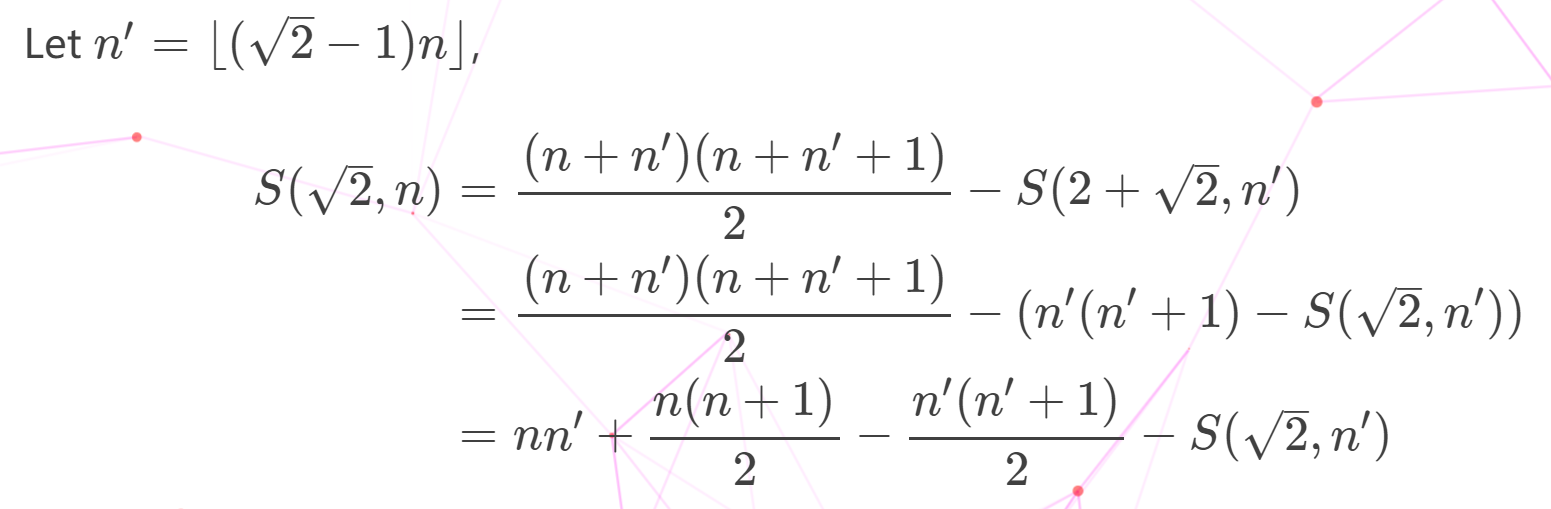 Let n′ = ⌊(√2 − 1)n⌋,
S(√2, n) = (n + n′)(n + n′ + 1)/2 − S(2 + √2, n′)
= (n + n′)(n + n′ + 1)/2 − (n′(n′ + 1) − S(√2, n′))
= nn′ + n(n + 1)/2 − n′(n′ + 1)/2 − S(√2, n′)